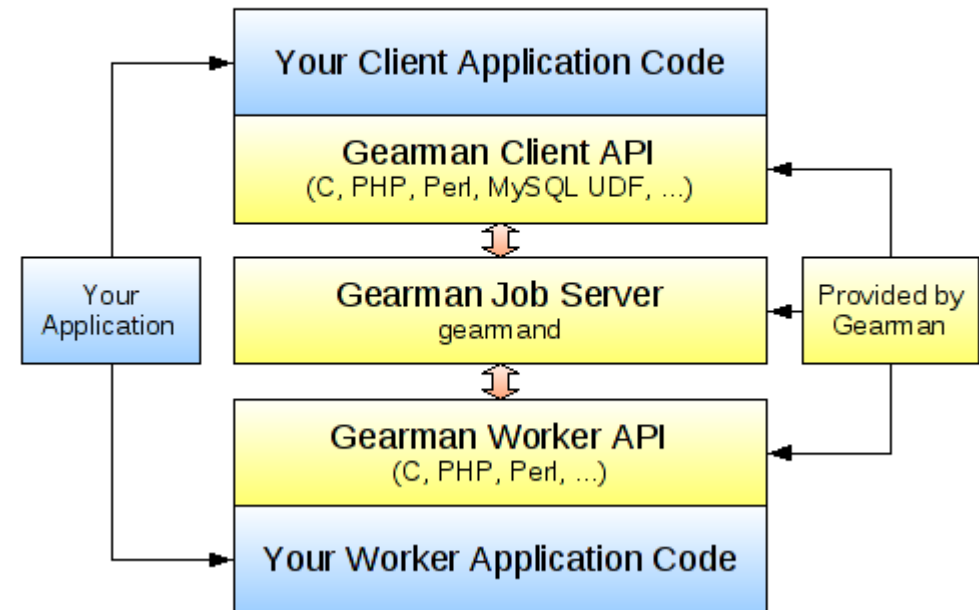 Your Client Application Code
Gearman Client API
(C, PHP, Perl, MySQL UDF, ...)
Your
Application
Gearman Job Server
gearmand
Provided by
Gearman
Gearman Worker API
(C, PHP, Perl, ...)
Your Worker Application Code